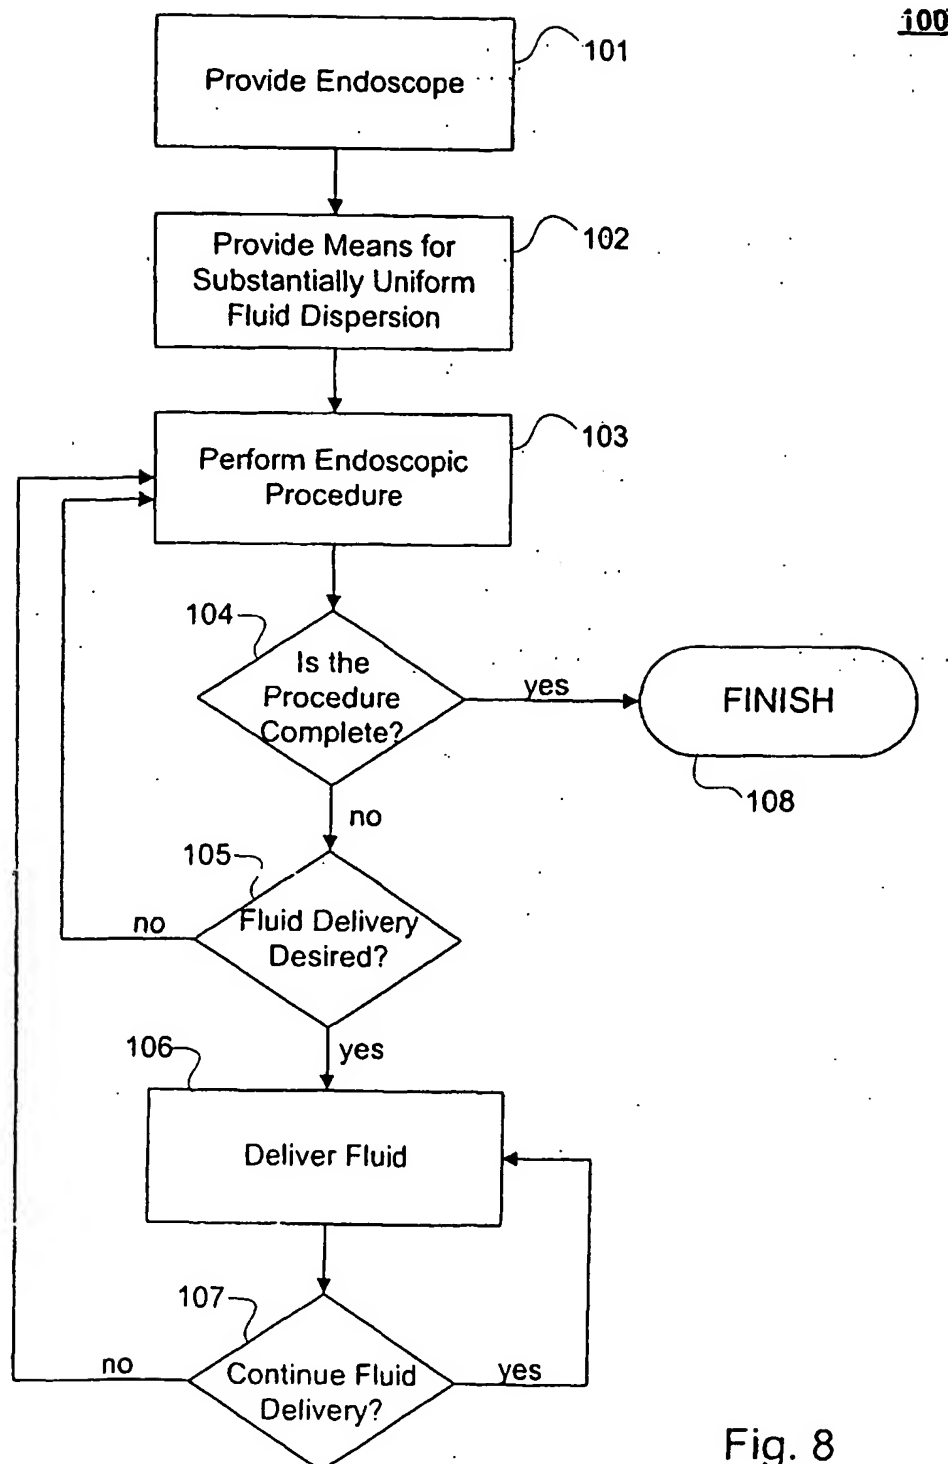 100
Provide Endoscope
101
Provide Means for
Substantially Uniform
Fluid Dispersion
102
Perform Endoscopic
Procedure
103
104
Is the
Procedure
Complete?
yes
FINISH
108
no
105
Fluid Delivery
Desired?
no
yes
106
Deliver Fluid
107
Continue Fluid
Delivery?
no
yes
Fig. 8